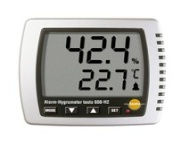 42.4%
22.7°C
Alarm-Hygrometer testo 608-H2
MODE ▼ ▲ SET